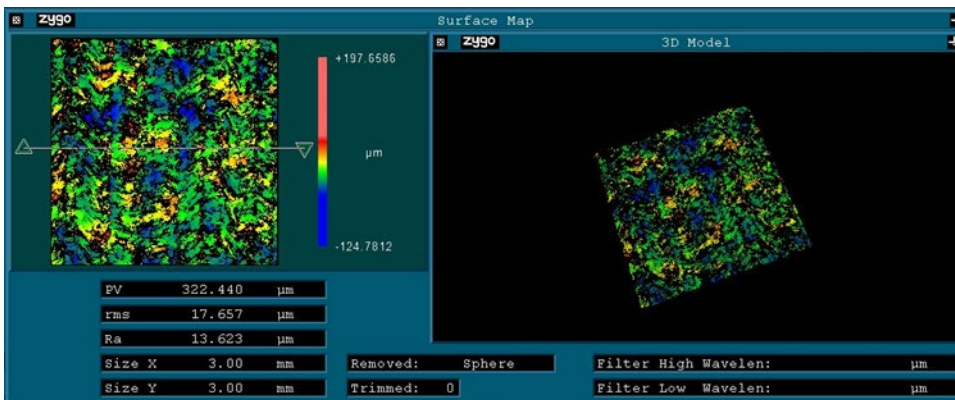 zygo Surface Map
+197.6586
µm
-124.7812
zygo 3D Model
PV 322.440 µm
rms 17.657 µm
Ra 13.623 µm
Size X 3.00 mm
Size Y 3.00 mm
Removed: Sphere
Trimmed: 0
Filter High Wavelen: µm
Filter Low Wavelen: µm